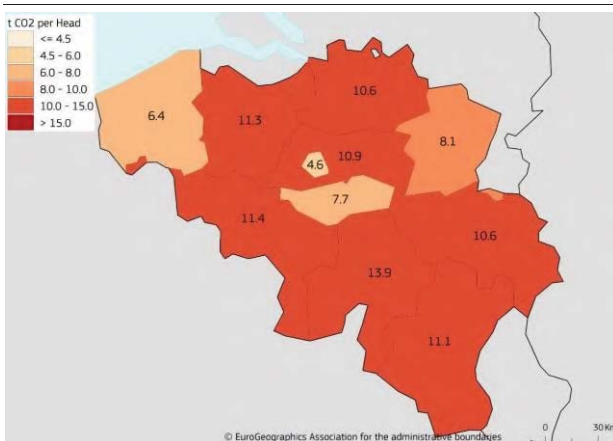 t CO2 per Head
<= 4.5
4.5 - 6.0
6.0 - 8.0
8.0 - 10.0
10.0 - 15.0
> 15.0
10.6
6.4
11.3
8.1
10.9
4.6
7.7
11.4
10.6
13.9
11.1
0 30 Km
© EuroGeographics Association for the administrative boundaries